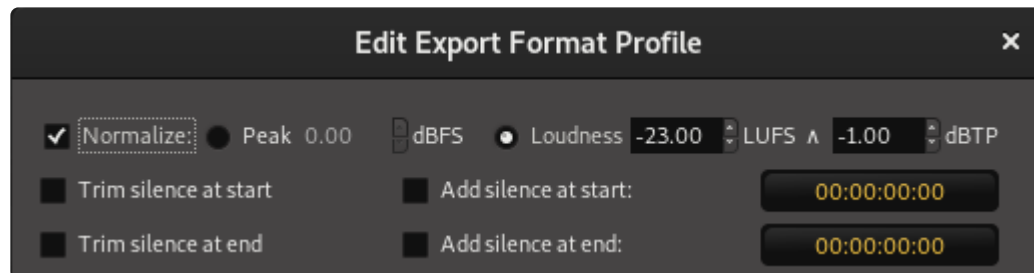 Edit Export Format Profile ×
Normalize: Peak 0.00 dBFS Loudness -23.00 LUFS ∧ -1.00 dBTP
Trim silence at start Add silence at start: 00:00:00:00
Trim silence at end Add silence at end: 00:00:00:00